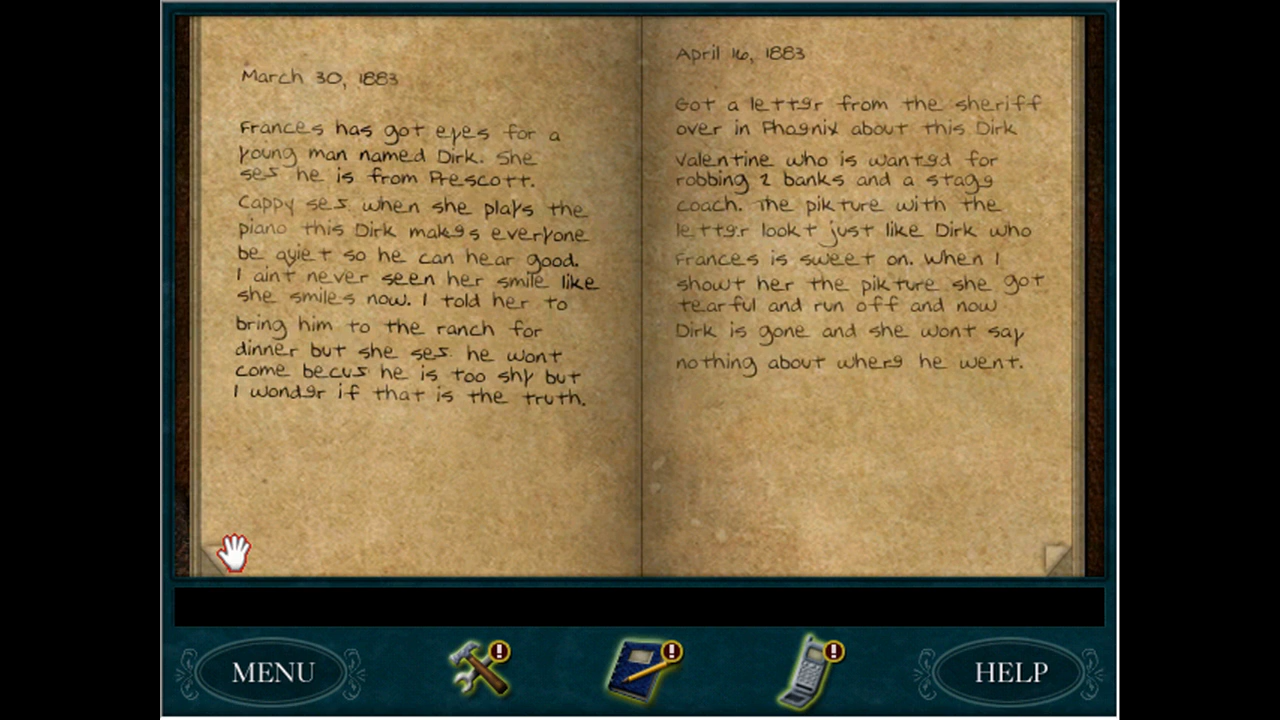 March 30, 1883
Frances has got eyes for a
young man named Dirk. She
ses he is from Prescott.
Cappy ses when she plays the
piano this Dirk makes everyone
be quiet so he can hear good.
I aint never seen her smile like
she smiles now. I told her to
bring him to the ranch for
dinner but she ses he wont
come becus he is too shy but
I wonder if that is the truth.
April 16, 1883
Got a letter from the sheriff
over in Phoenix about this Dirk
Valentine who is wanted for
robbing 2 banks and a stage
coach. The pikture with the
letter lookt just like Dirk who
Frances is sweet on. When I
showt her the pikture she got
tearful and run off and now
Dirk is gone and she wont say
nothing about where he went.
MENU
HELP